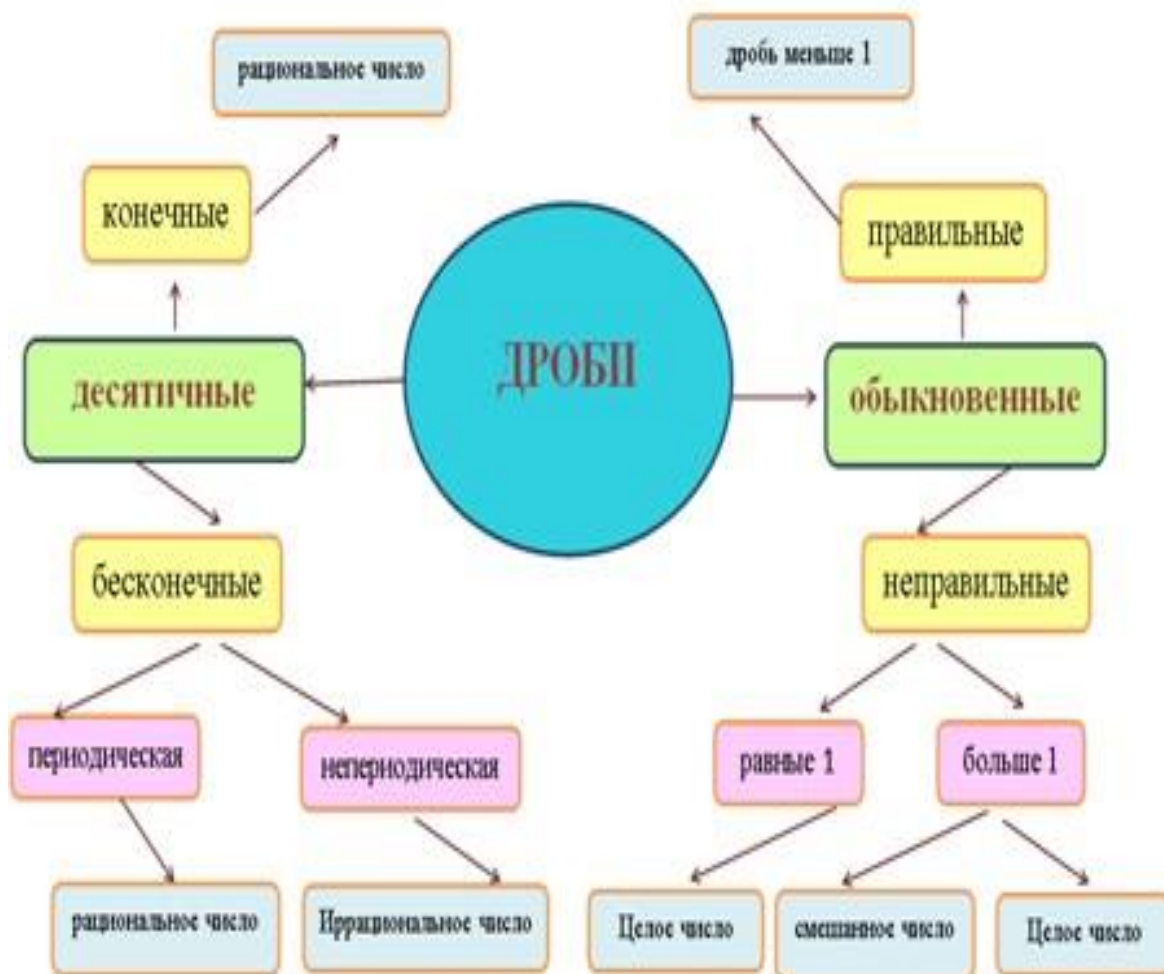 рациональное число
дробь меньше 1
конечные
правильные
ДРОБИ
десятичные
обыкновенные
бесконечные
неправильные
периодическая
непериодическая
равные 1
больше 1
рациональное число
Иррациональное число
Целое число
смешанное число
Целое число